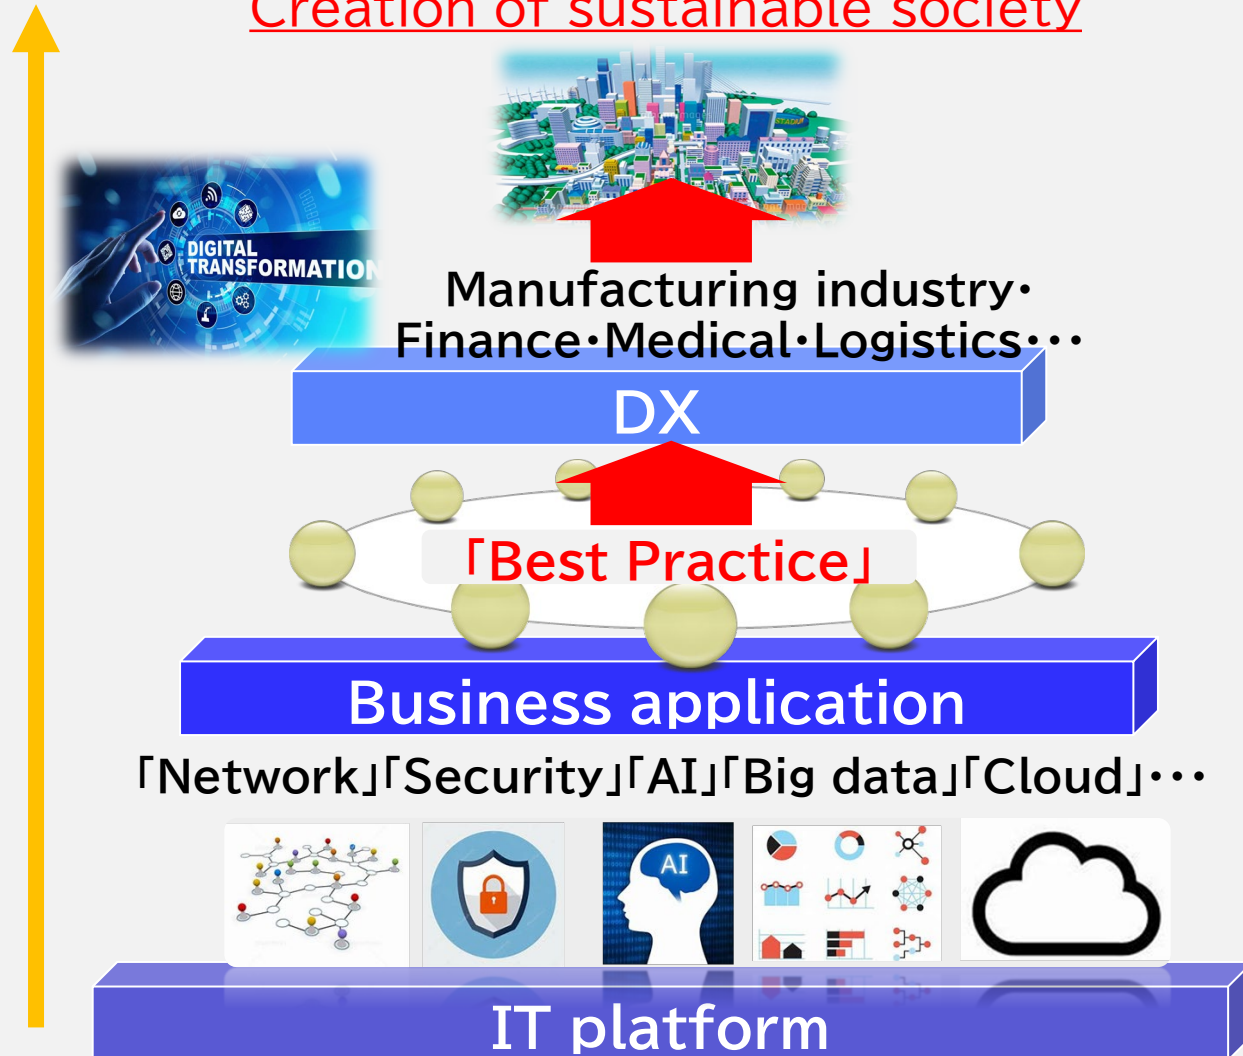 Creation of sustainable society
STADIUM
DIGITAL
TRANSFORMATION
Manufacturing industry・
Finance・Medical・Logistics・・・
DX
「Best Practice」
Business application
「Network」「Security」「AI」「Big data」「Cloud」・・・
AI
IT platform